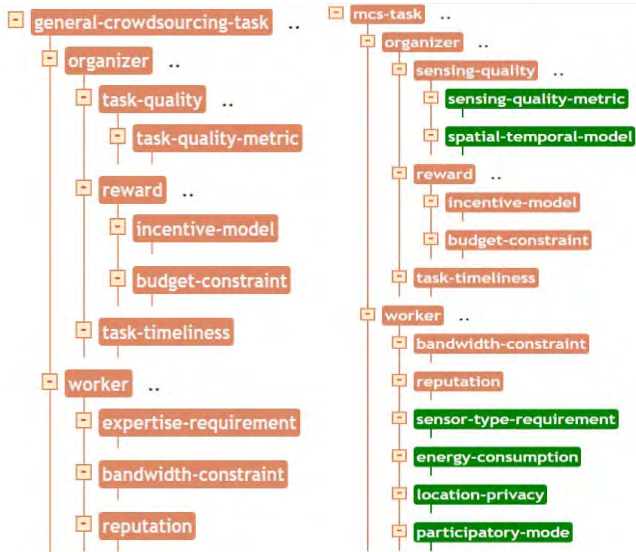 general-crowdsourcing-task ..
organizer ..
task-quality ..
task-quality-metric
reward ..
incentive-model
budget-constraint
task-timeliness
worker ..
expertise-requirement
bandwidth-constraint
reputation
mcs-task ..
organizer ..
sensing-quality ..
sensing-quality-metric
spatial-temporal-model
reward ..
incentive-model
budget-constraint
task-timeliness
worker ..
bandwidth-constraint
reputation
sensor-type-requirement
energy-consumption
location-privacy
participatory-mode